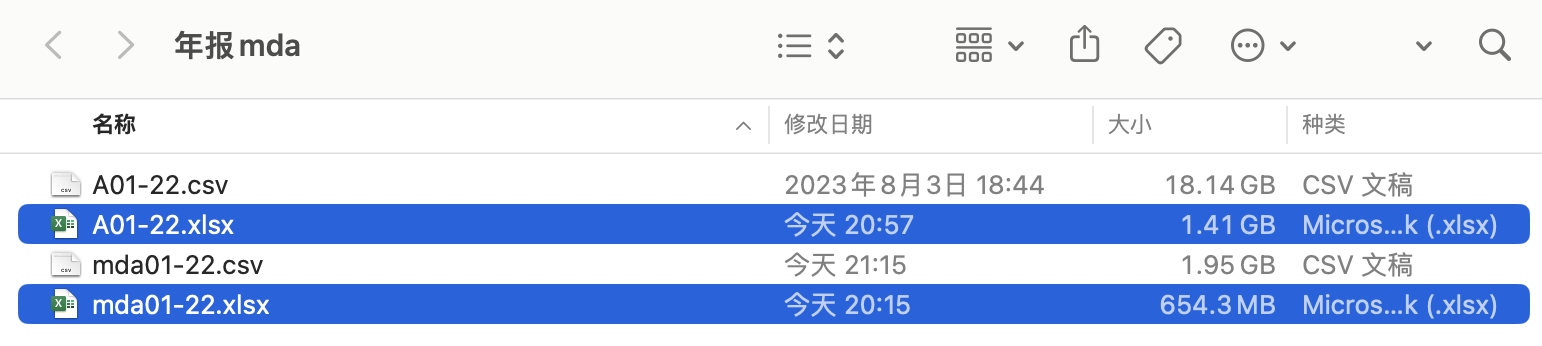 年报mda
名称 修改日期 大小 种类
A01-22.csv 2023年8月3日 18:44 18.14 GB CSV 文稿
A01-22.xlsx 今天 20:57 1.41 GB Micros...k (.xlsx)
mda01-22.csv 今天 21:15 1.95 GB CSV 文稿
mda01-22.xlsx 今天 20:15 654.3 MB Micros...k (.xlsx)